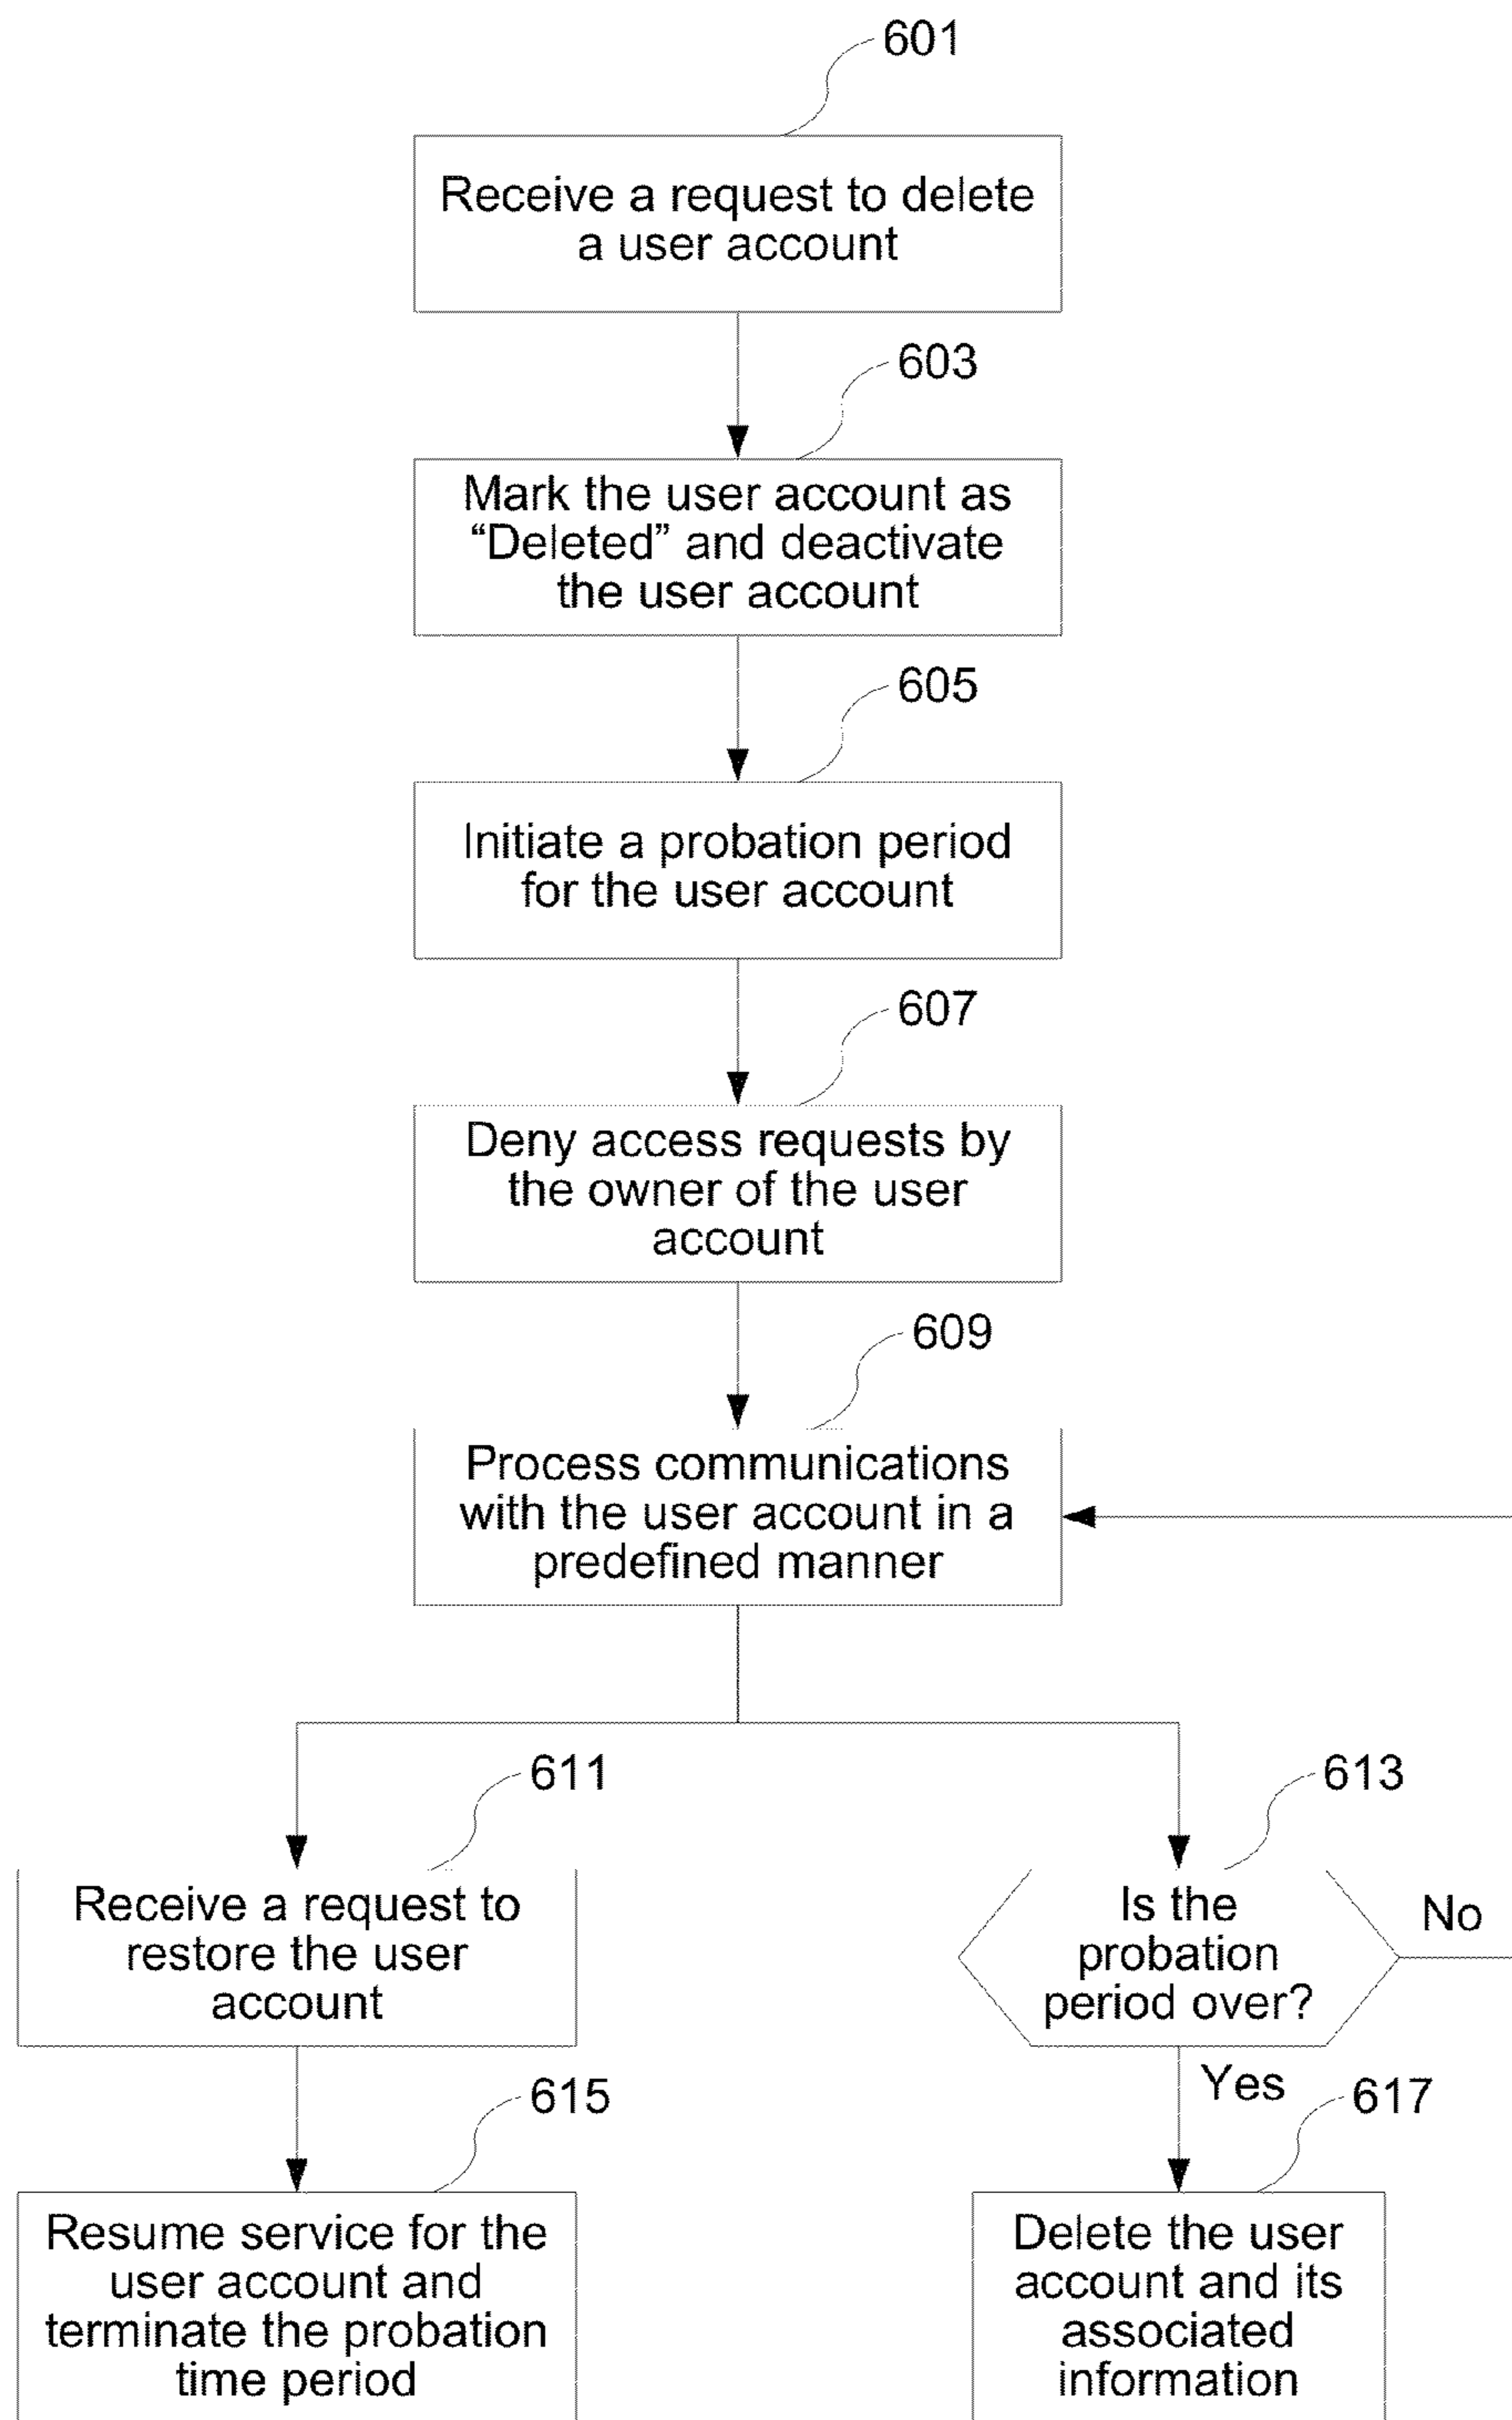 601
Receive a request to delete
a user account
603
Mark the user account as
“Deleted” and deactivate
the user account
605
Initiate a probation period
for the user account
607
Deny access requests by
the owner of the user
account
609
Process communications
with the user account in a
predefined manner
611
Receive a request to
restore the user
account
613
Is the
probation
period over?
No
Yes
615
Resume service for the
user account and
terminate the probation
time period
617
Delete the user
account and its
associated
information